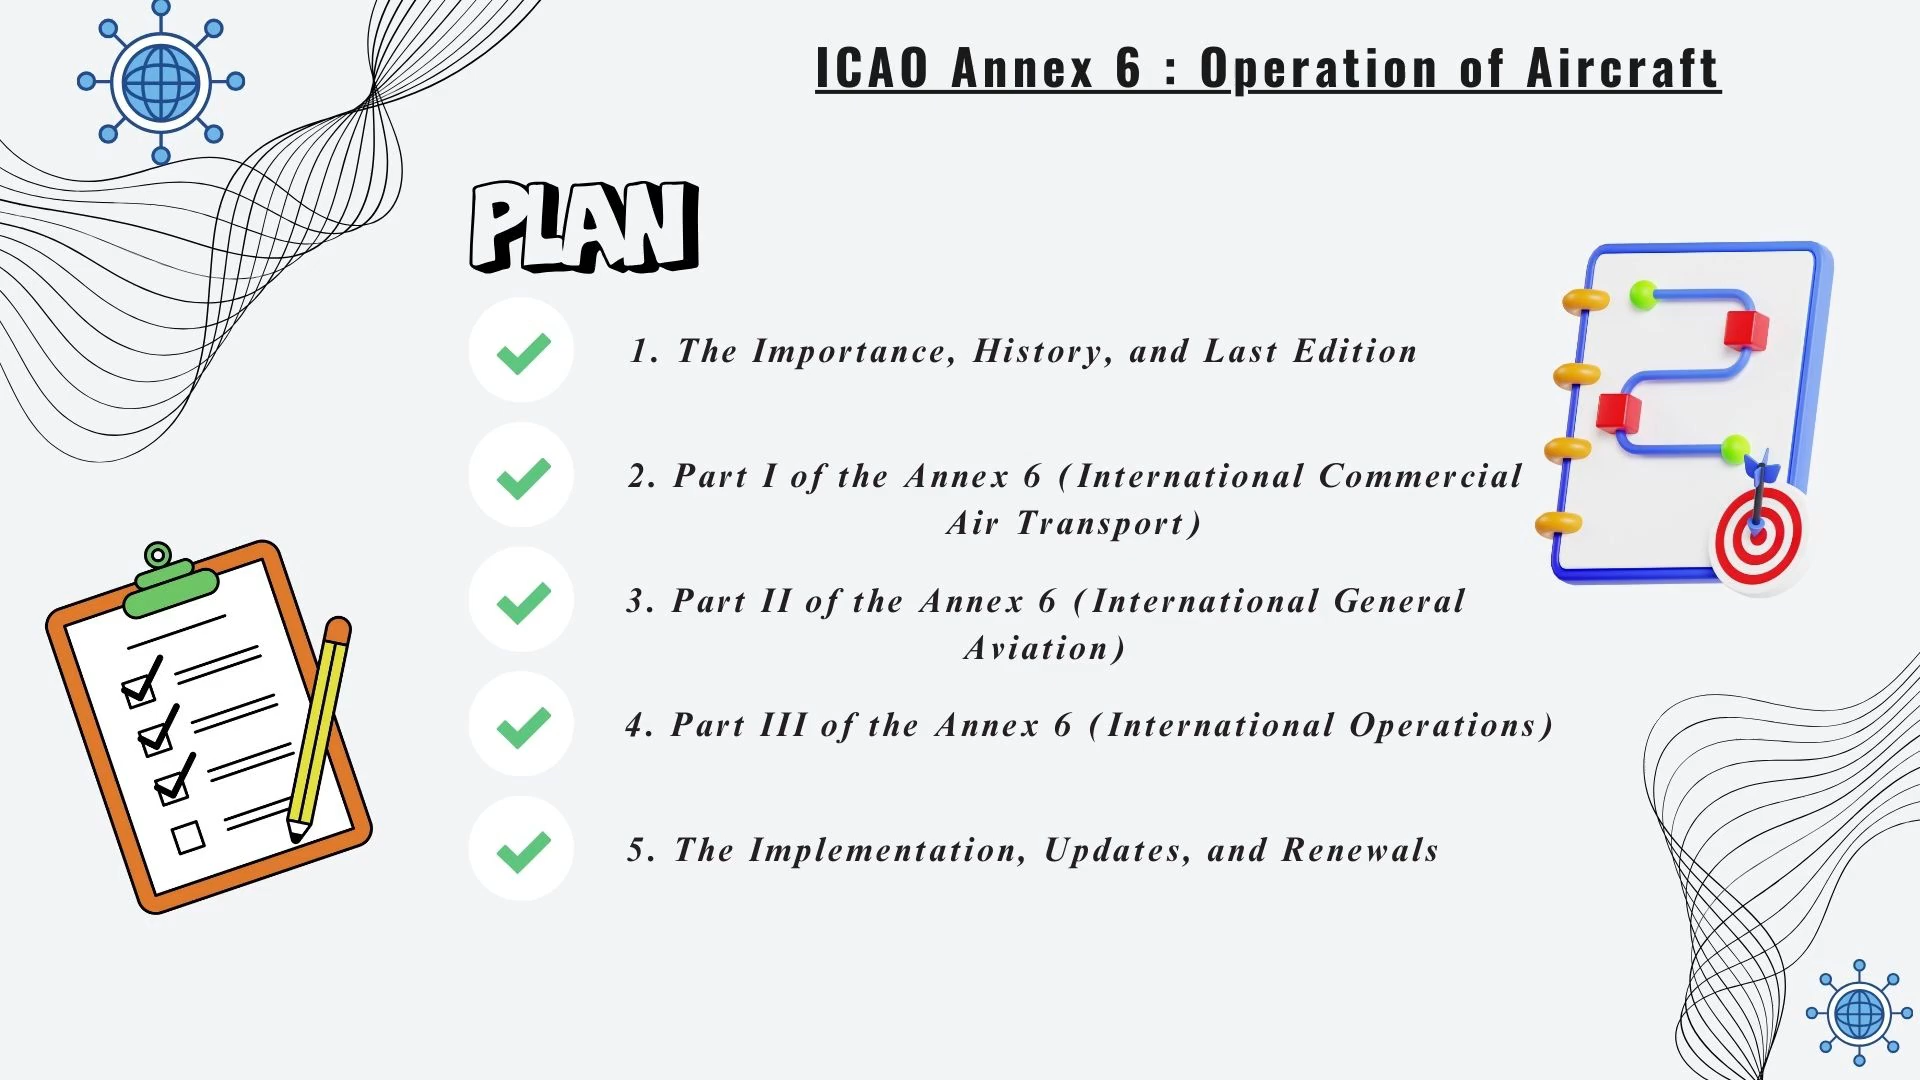 ICAO Annex 6 : Operation of Aircraft
PLAN
1. The Importance, History, and Last Edition
2. Part I of the Annex 6 (International Commercial
Air Transport)
3. Part II of the Annex 6 (International General
Aviation)
4. Part III of the Annex 6 (International Operations)
5. The Implementation, Updates, and Renewals